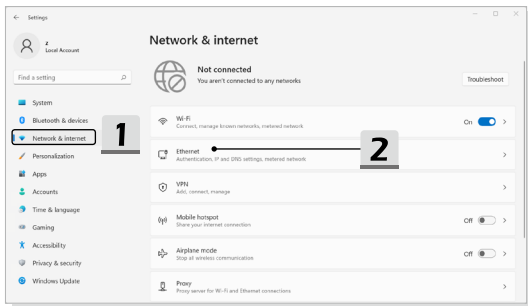 Settings
z
Local Account
Find a setting
System
Bluetooth & devices
Network & internet
Personalization
Apps
Accounts
Time & language
Gaming
Accessibility
Privacy & security
Windows Update
1
Network & internet
Not connected
You aren't connected to any networks
Troubleshoot
Wi-Fi
Connect, manage known networks, metered network
On
Ethernet
Authentication, IP and DNS settings, metered network
2
VPN
Add, connect, manage
Mobile hotspot
Share your internet connection
Off
Airplane mode
Stop all wireless communication
Off
Proxy
Proxy server for Wi-Fi and Ethernet connections